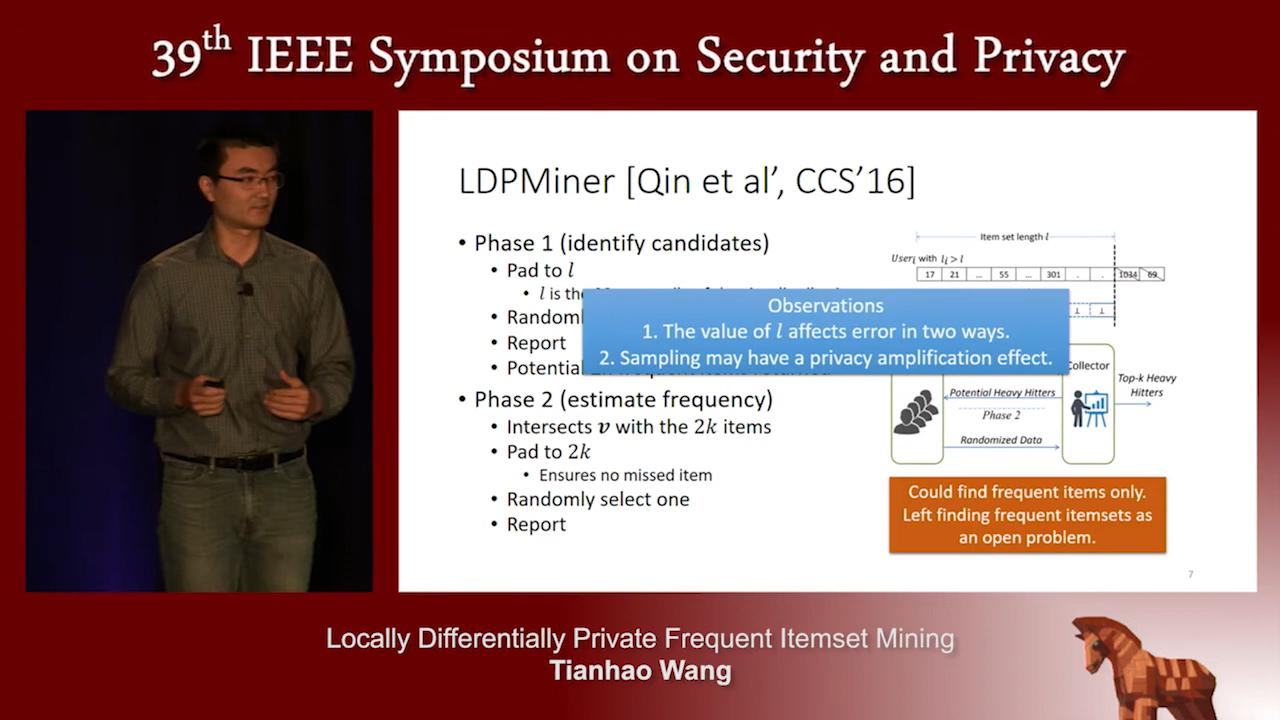 39th IEEE Symposium on Security and Privacy
LDPMiner [Qin et al’, CCS’16]
• Phase 1 (identify candidates)
• Pad to l
• l is the
• Randoml
• Report
• Potential
Observations
1. The value of l affects error in two ways.
2. Sampling may have a privacy amplification effect.
• Phase 2 (estimate frequency)
• Intersects v with the 2k items
• Pad to 2k
• Ensures no missed item
• Randomly select one
• Report
Item set length l
User_i with l_i > l
17 21 ... 55 ... 301 . . 1034 69
⊥ ⊥
Collector
Potential Heavy Hitters
Phase 2
Randomized Data
Top-k Heavy
Hitters
Could find frequent items only.
Left finding frequent itemsets as
an open problem.
7
Locally Differentially Private Frequent Itemset Mining
Tianhao Wang